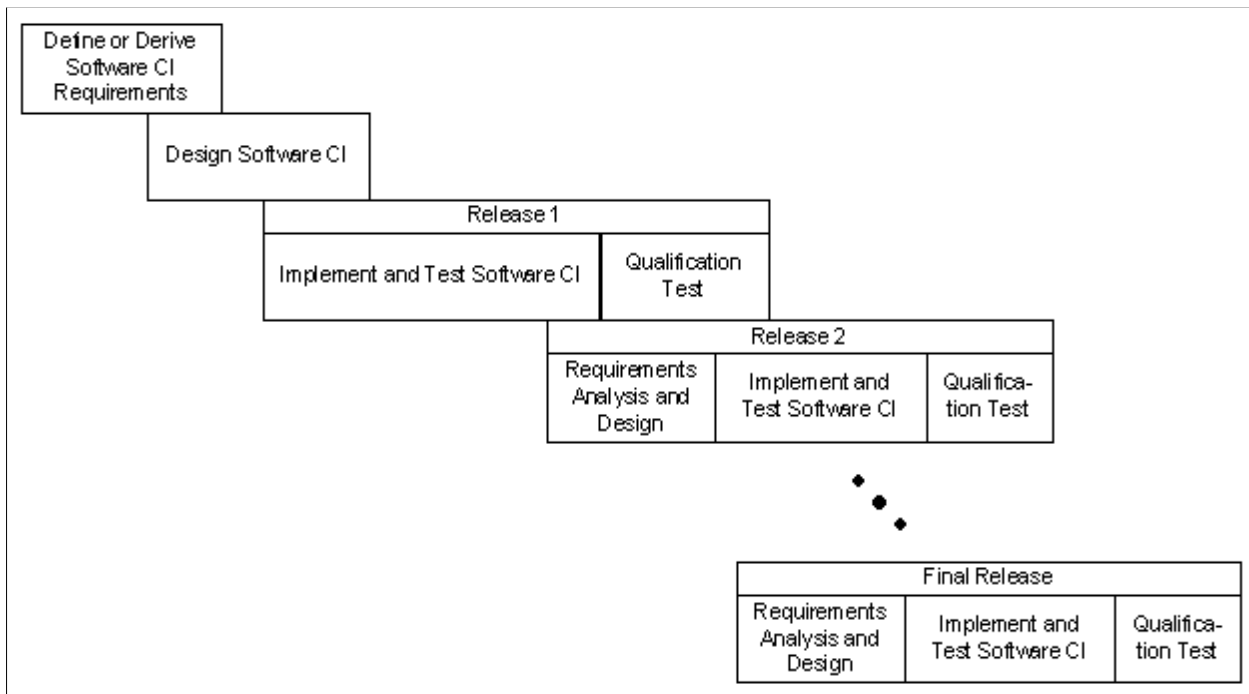 Define or Derive
Software CI
Requirements
Design Software CI
Release 1
Implement and Test Software CI
Qualification
Test
Release 2
Requirements
Analysis and
Design
Implement and
Test Software CI
Qualifica-
tion Test
Final Release
Requirements
Analysis and
Design
Implement and
Test Software CI
Qualifica-
tion Test